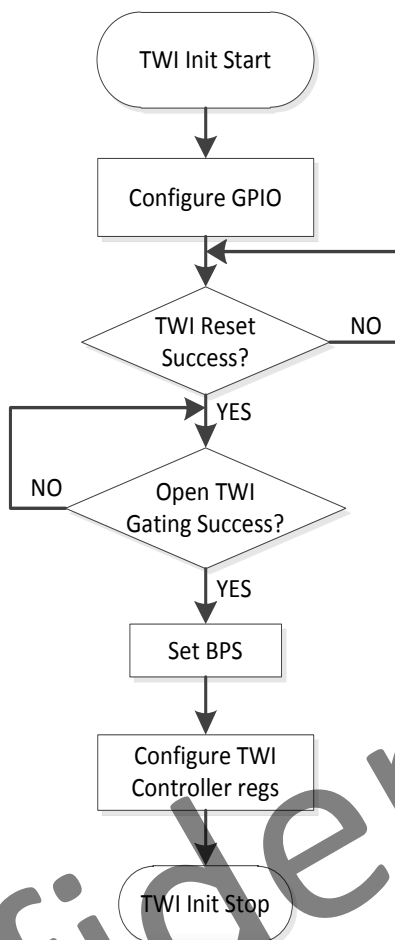 TWI Init Start
Configure GPIO
TWI Reset
Success?
NO
YES
NO
Open TWI
Gating Success?
YES
Set BPS
Configure TWI
Controller regs
TWI Init Stop